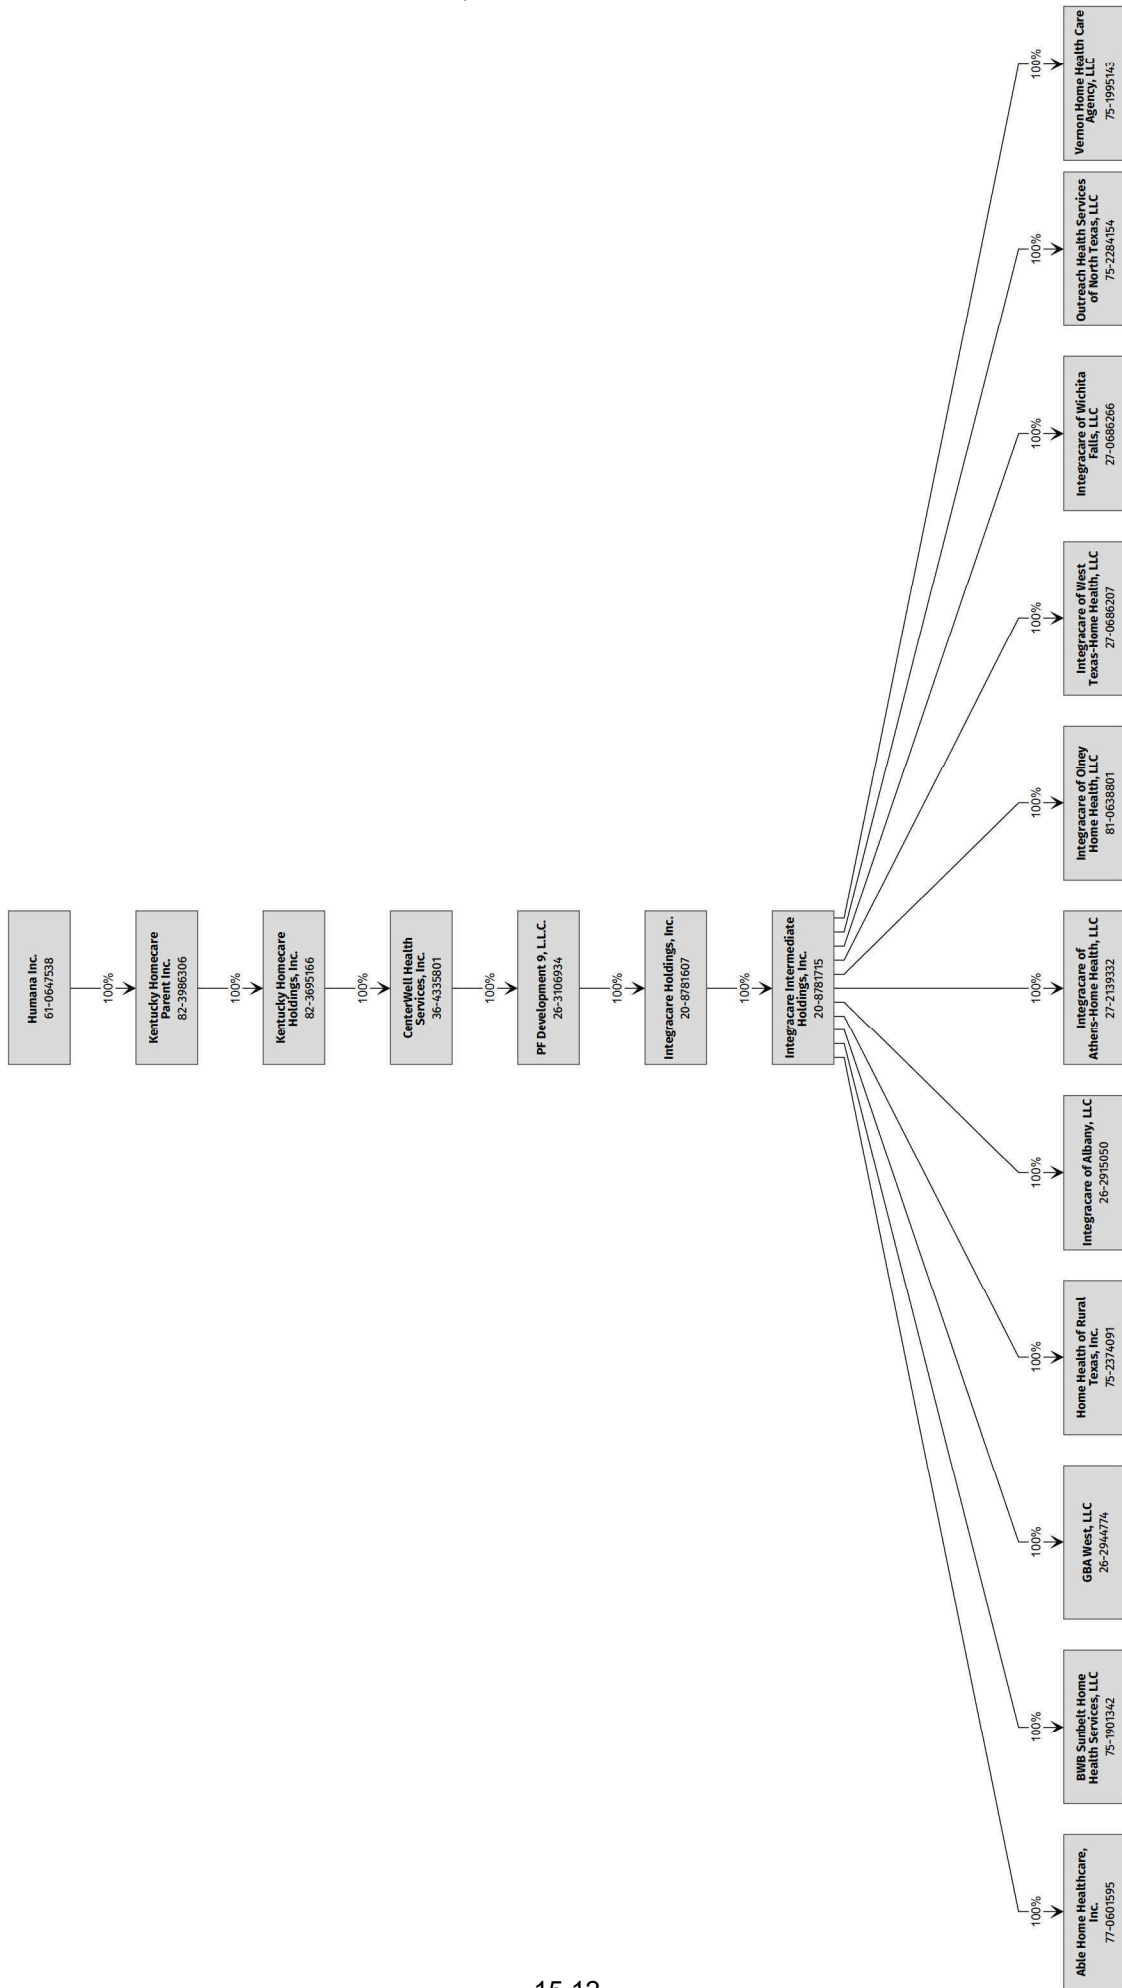 Humana Inc.
61-0647538
100%
Kentucky Homecare
Parent Inc.
82-3986306
100%
Kentucky Homecare
Holdings, Inc.
82-3695166
100%
CenterWell Health
Services, Inc.
36-4335801
100%
PF Development 9, L.L.C.
26-3106934
100%
Integracare Holdings, Inc.
20-8781607
100%
Integracare Intermediate
Holdings, Inc.
20-8781715
100%
100%
100%
100%
100%
100%
100%
100%
100%
100%
100%
Able Home Healthcare,
Inc.
77-0601595
BWB Sunbelt Home
Health Services, LLC
75-1901342
GBA West, LLC
26-2944774
Home Health of Rural
Texas, Inc.
75-2374091
Integracare of Albany, LLC
26-2915050
Integracare of
Athens-Home Health, LLC
27-2139332
Integracare of Olney
Home Health, LLC
81-0638801
Integracare of West
Texas-Home Health, LLC
27-0686207
Integracare of Wichita
Falls, LLC
27-0686266
Outreach Health Services
of North Texas, LLC
75-2284154
Vernon Home Health Care
Agency, LLC
75-1995143